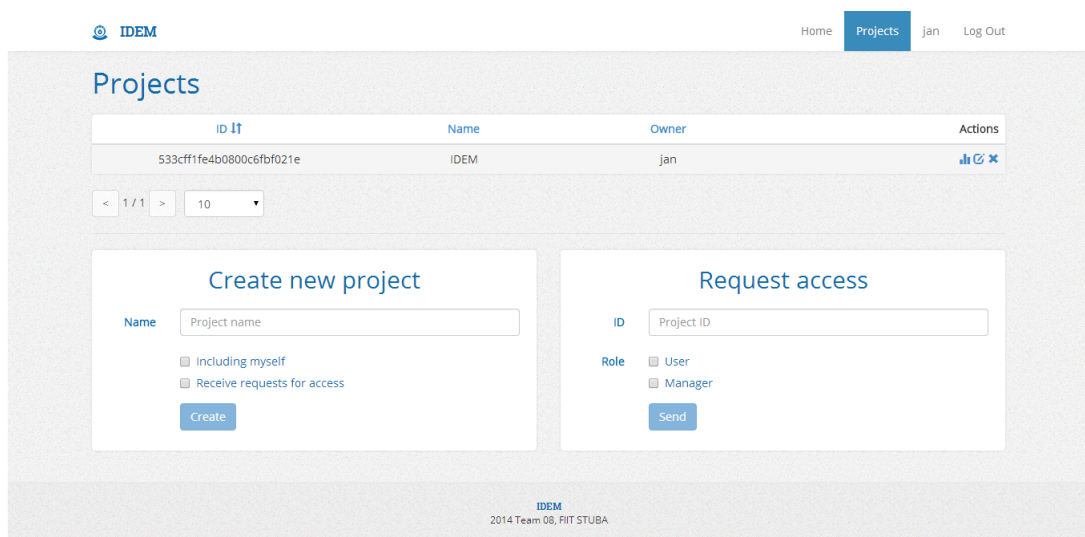 IDEM
Home Projects jan Log Out
Projects
ID Name Owner Actions
533cff1fe4b0800c6fbf021e IDEM jan
< 1 / 1 > 10
Create new project
Name Project name
Including myself
Receive requests for access
Create
Request access
ID Project ID
Role User
Manager
Send
IDEM
2014 Team 08, FIIT STUBA